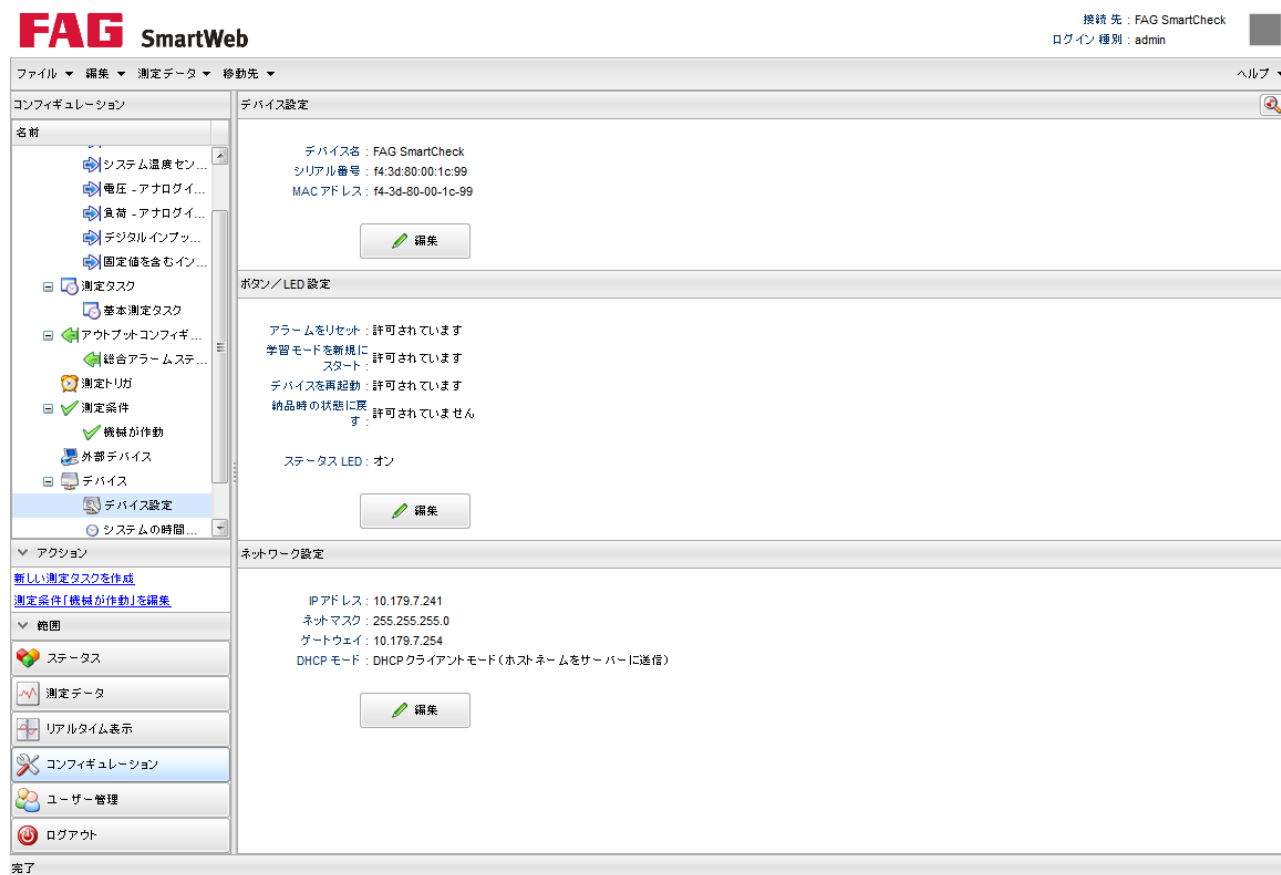 FAG SmartWeb
接続 先 : FAG SmartCheck
ログイン 種別 : admin
ファイル ▼ 編集 ▼ 測定データ ▼ 移動先 ▼
ヘルプ
コンフィギュレーション
名前
システム温度セン...
電圧 - アナログイ...
負荷 - アナログイ...
デジタルインプッ...
固定値を含むイン...
測定タスク
基本測定タスク
アウトプットコンフィギ...
総合アラームステ...
測定トリガ
測定条件
機械が作動
外部デバイス
デバイス
デバイス設定
システムの時間...
アクション
新しい測定タスクを作成
測定条件「機械が作動」を編集
範囲
ステータス
測定データ
リアルタイム表示
コンフィギュレーション
ユーザー管理
ログアウト
デバイス設定
デバイス名 : FAG SmartCheck
シリアル番号 : f4:3d:80:00:1c:99
MAC アドレス : f4-3d-80-00-1c-99
編集
ボタン／LED 設定
アラームをリセット : 許可されています
学習モードを新規に
スタート : 許可されています
デバイスを再起動 : 許可されています
納品時の状態に戻
す : 許可されていません
ステータス LED : オン
編集
ネットワーク設定
IP アドレス : 10.179.7.241
ネットマスク : 255.255.255.0
ゲートウェイ : 10.179.7.254
DHCP モード : DHCP クライアントモード（ホストネームをサーバーに送信）
編集
完了